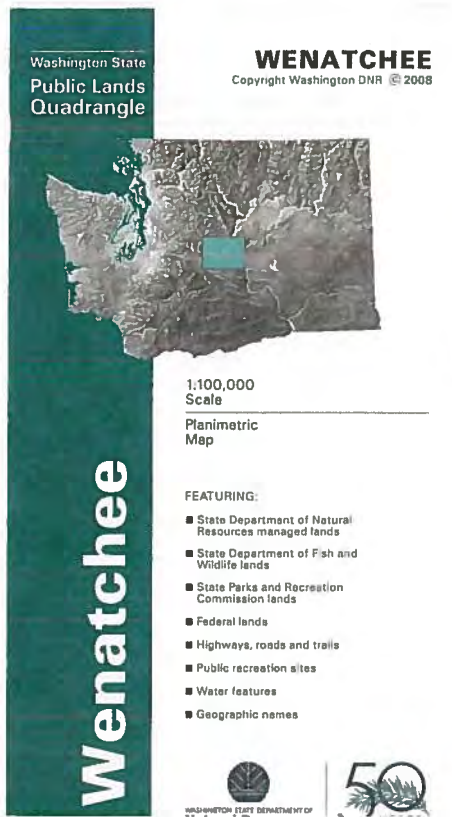 Washington State
Public Lands
Quadrangle
WENATCHEE
Copyright Washington DNR © 2008
1:100,000
Scale
Planimetric
Map
FEATURING:
■ State Department of Natural
Resources managed lands
■ State Department of Fish and
Wildlife lands
■ State Parks and Recreation
Commission lands
■ Federal lands
■ Highways, roads and trails
■ Public recreation sites
■ Water features
■ Geographic names
Wenatchee
WASHINGTON STATE DEPARTMENT OF
50